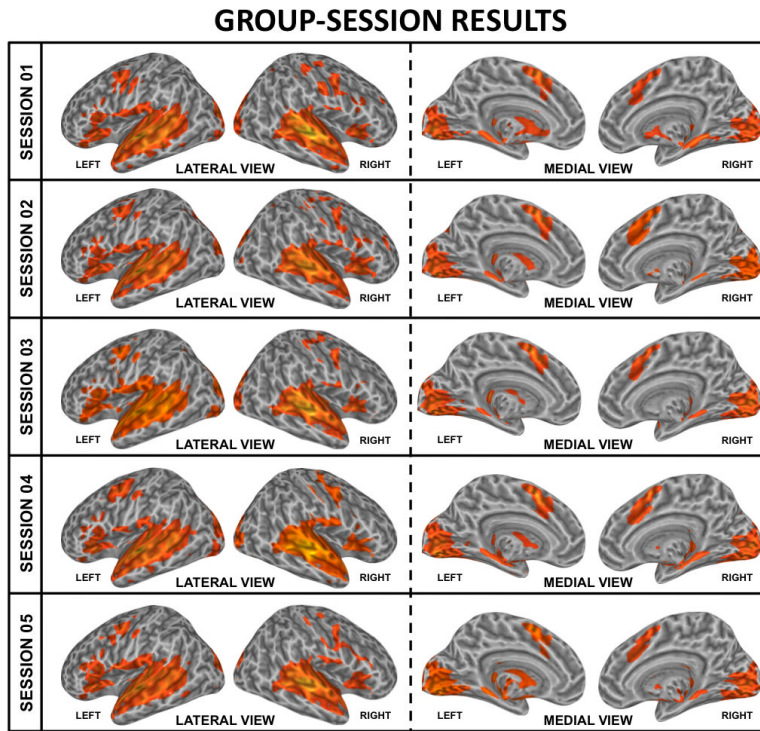 GROUP-SESSION RESULTS
SESSION 01
LEFT
LATERAL VIEW
RIGHT
LEFT
MEDIAL VIEW
RIGHT
SESSION 02
LEFT
LATERAL VIEW
RIGHT
LEFT
MEDIAL VIEW
RIGHT
SESSION 03
LEFT
LATERAL VIEW
RIGHT
LEFT
MEDIAL VIEW
RIGHT
SESSION 04
LEFT
LATERAL VIEW
RIGHT
LEFT
MEDIAL VIEW
RIGHT
SESSION 05
LEFT
LATERAL VIEW
RIGHT
LEFT
MEDIAL VIEW
RIGHT